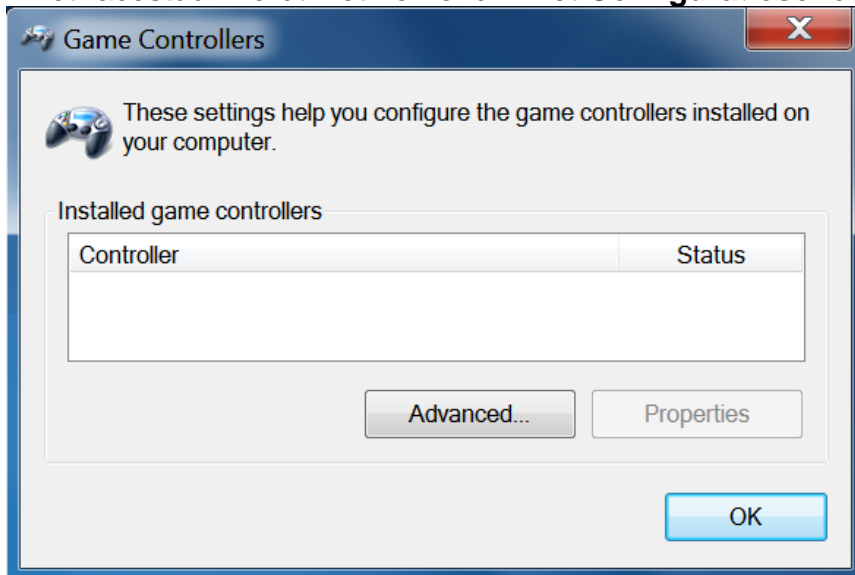 Game Controllers
These settings help you configure the game controllers installed on
your computer.
Installed game controllers
Controller Status
Advanced... Properties
OK